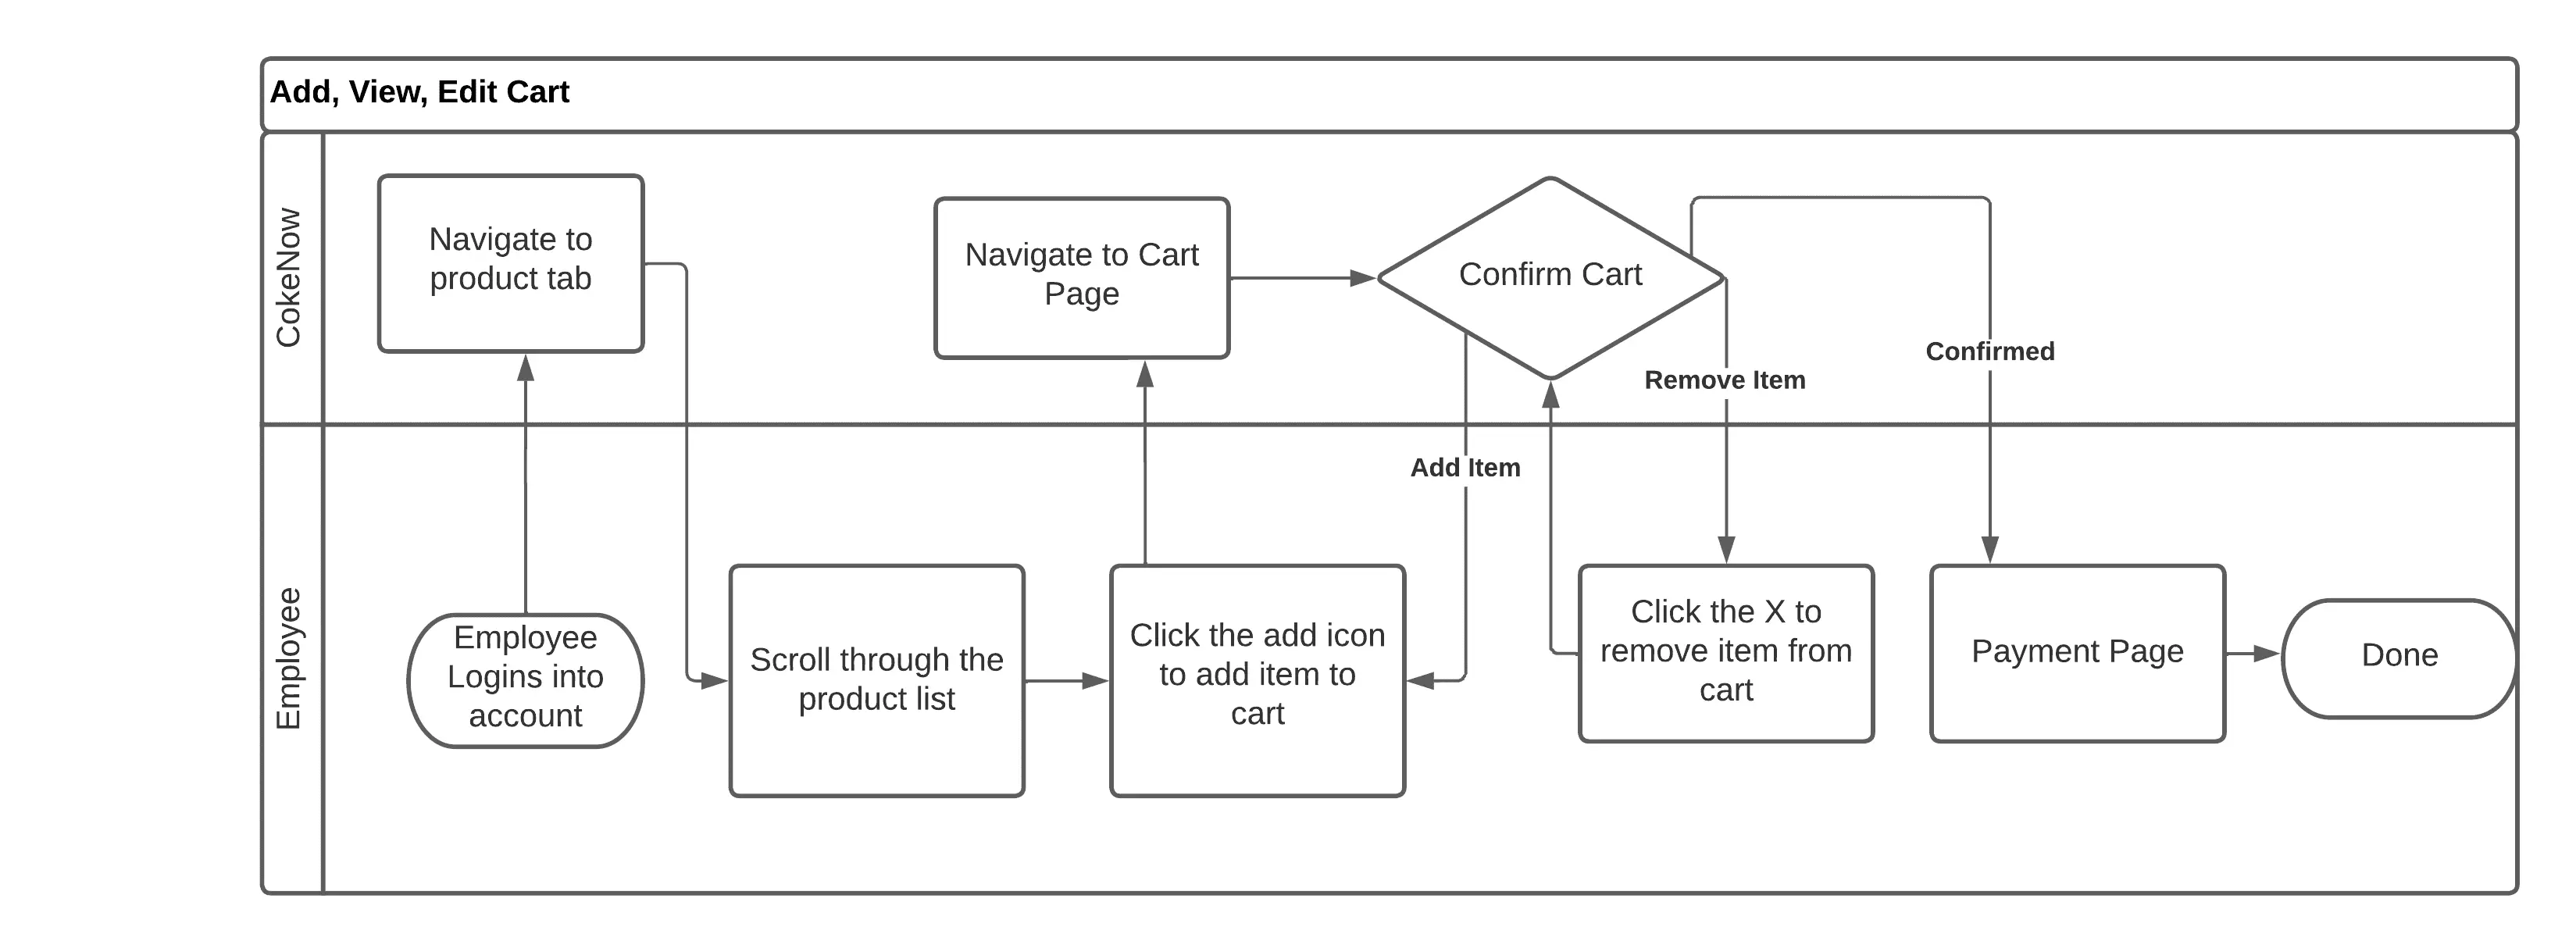 Add, View, Edit Cart
CokeNow
Navigate to
product tab
Navigate to Cart
Page
Confirm Cart
Confirmed
Remove Item
Add Item
Employee
Employee
Logins into
account
Scroll through the
product list
Click the add icon
to add item to
cart
Click the X to
remove item from
cart
Payment Page
Done